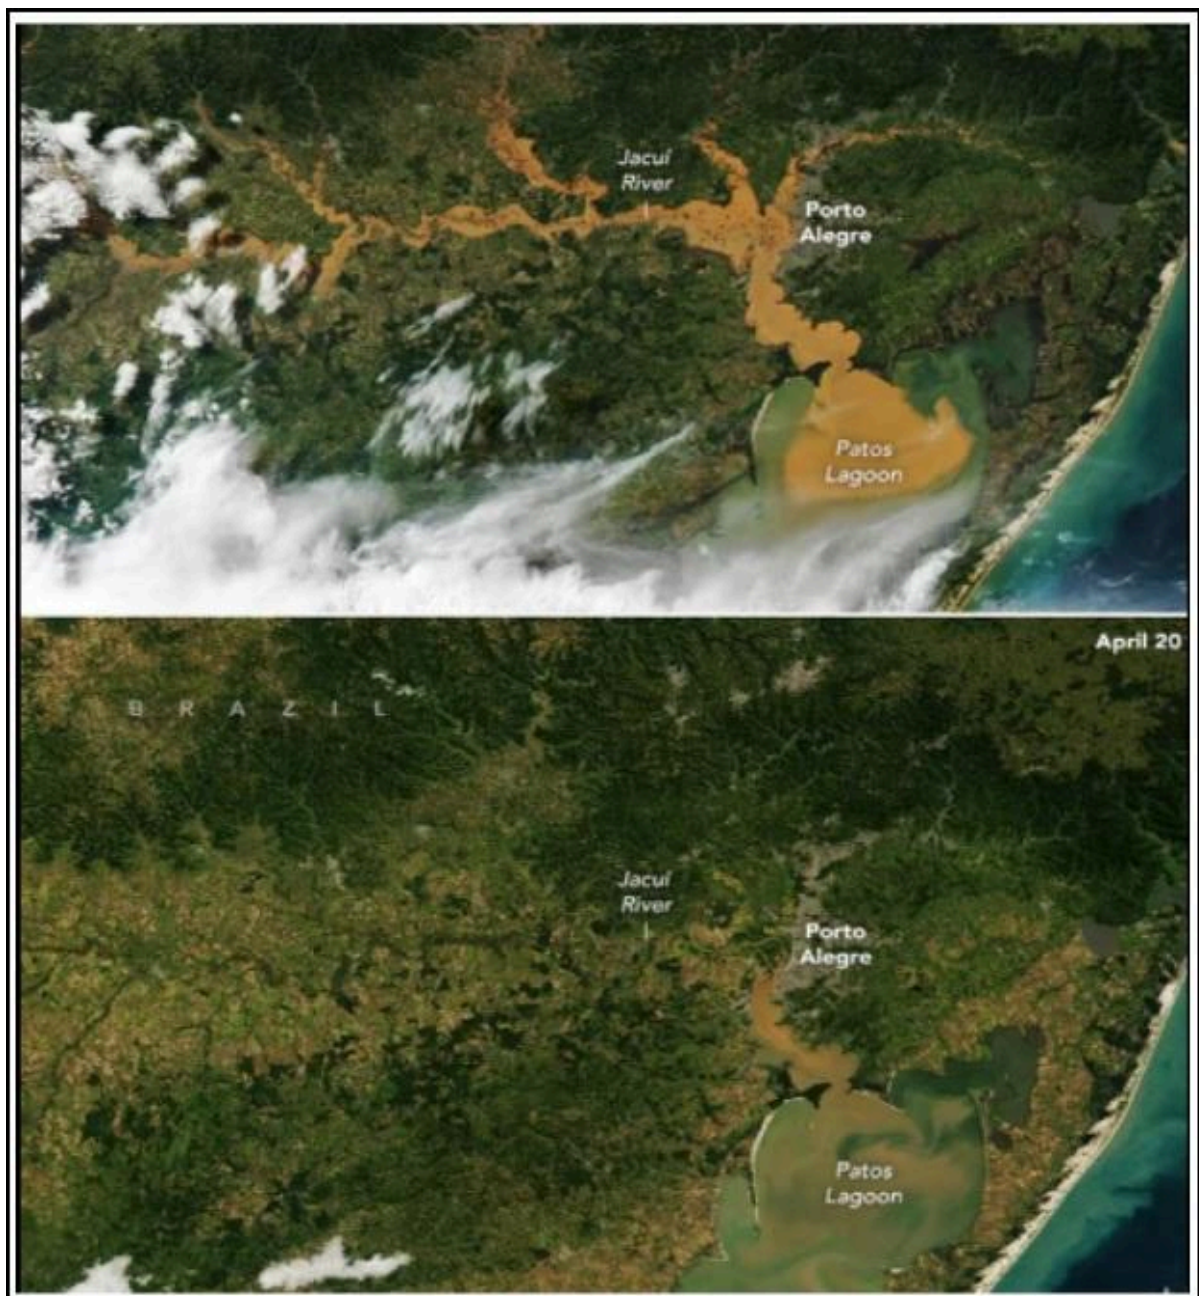 Jacuí
River
Porto
Alegre
Patos
Lagoon
April 20
B R A Z I L
Jacuí
River
Porto
Alegre
Patos
Lagoon